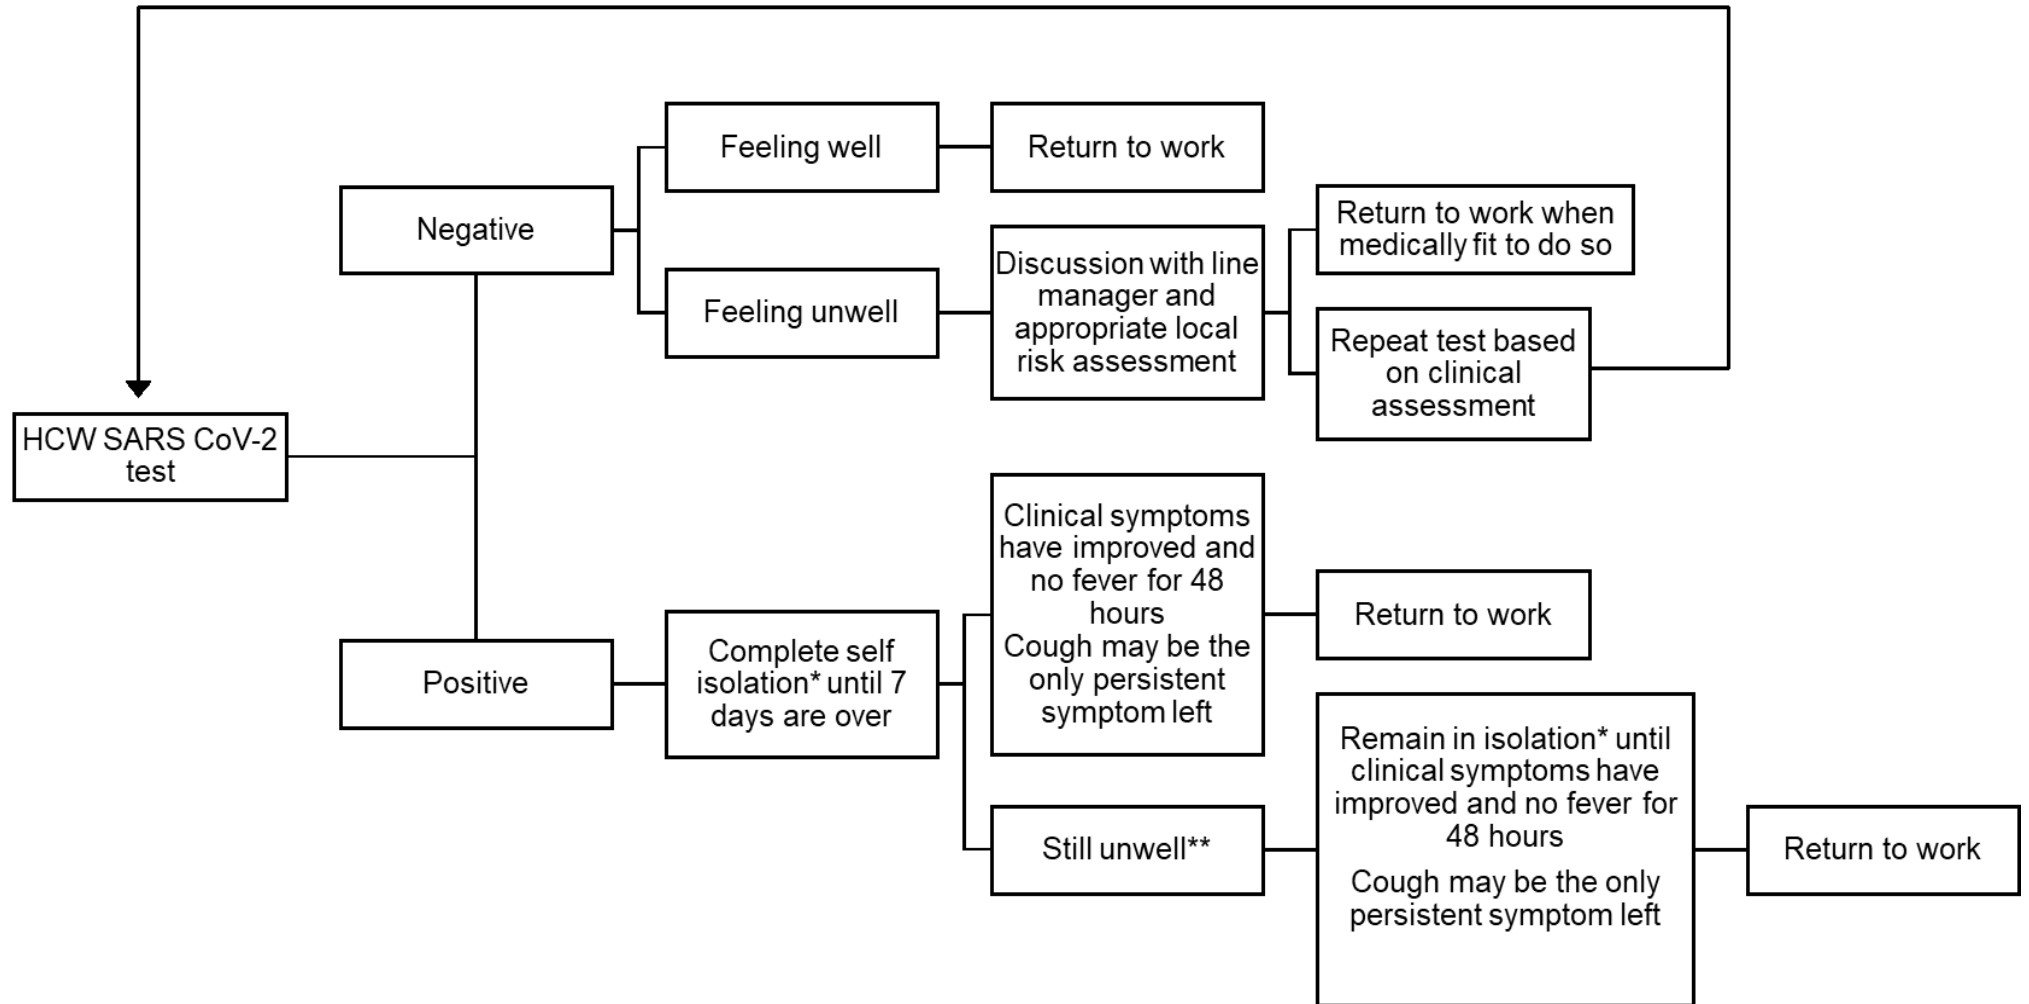 Feeling well
Return to work
Negative
Return to work when
medically fit to do so
Feeling unwell
Discussion with line
manager and
appropriate local
risk assessment
Repeat test based
on clinical
assessment
HCW SARS CoV-2
test
Clinical symptoms
have improved and
no fever for 48
hours
Cough may be the
only persistent
symptom left
Return to work
Positive
Complete self
isolation* until 7
days are over
Still unwell**
Remain in isolation* until
clinical symptoms have
improved and no fever for
48 hours
Cough may be the only
persistent symptom left
Return to work